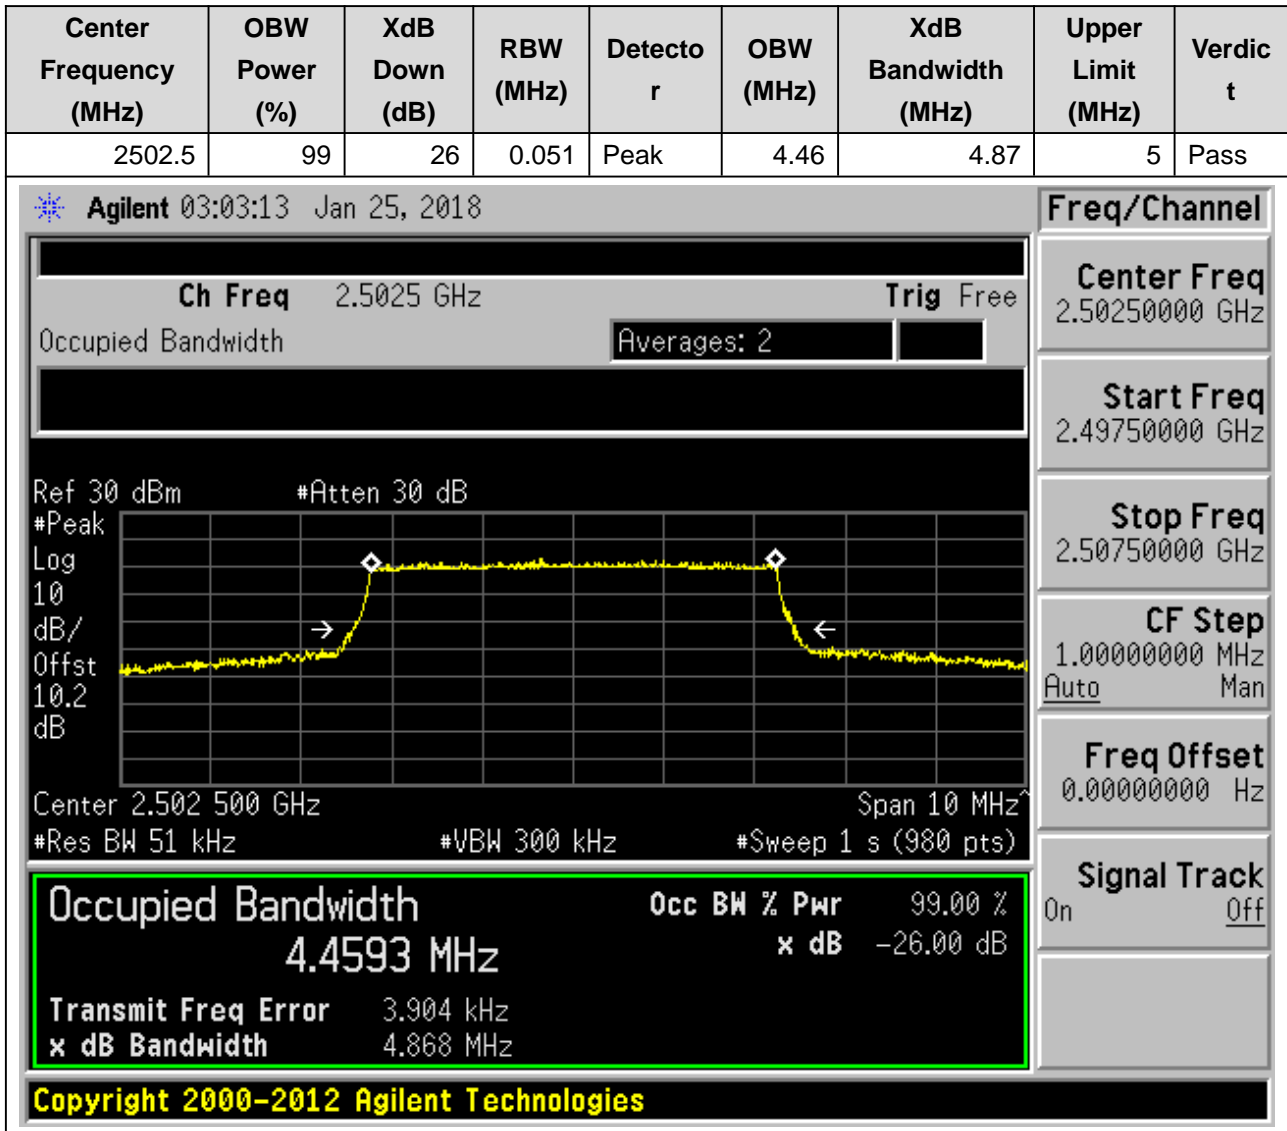 Center Frequency (MHz) OBW Power (%) XdB Down (dB) RBW (MHz) Detecto r OBW (MHz) XdB Bandwidth (MHz) Upper Limit (MHz) Verdic t
2502.5 99 26 0.051 Peak 4.46 4.87 5 Pass
Agilent 03:03:13 Jan 25, 2018
Ch Freq 2.5025 GHz Trig Free
Occupied Bandwidth Averages: 2
Ref 30 dBm #Atten 30 dB
#Peak
Log
10
dB/
Offst
10.2
dB
Center 2.502 500 GHz Span 10 MHz^
#Res BW 51 kHz #VBW 300 kHz #Sweep 1 s (980 pts)
Occupied Bandwidth Occ BW % Pwr 99.00 %
4.4593 MHz x dB -26.00 dB
Transmit Freq Error 3.904 kHz
x dB Bandwidth 4.868 MHz
Freq/Channel
Center Freq
2.50250000 GHz
Start Freq
2.49750000 GHz
Stop Freq
2.50750000 GHz
CF Step
1.00000000 MHz
Auto Man
Freq Offset
0.00000000 Hz
Signal Track
On Off
Copyright 2000-2012 Agilent Technologies